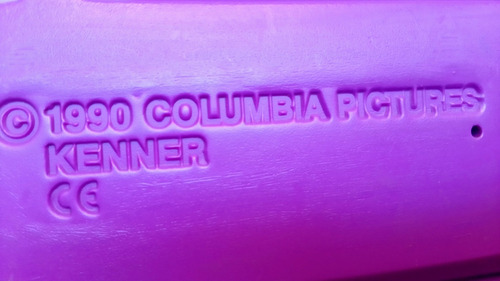 © 1990 COLUMBIA PICTURES
KENNER
CE